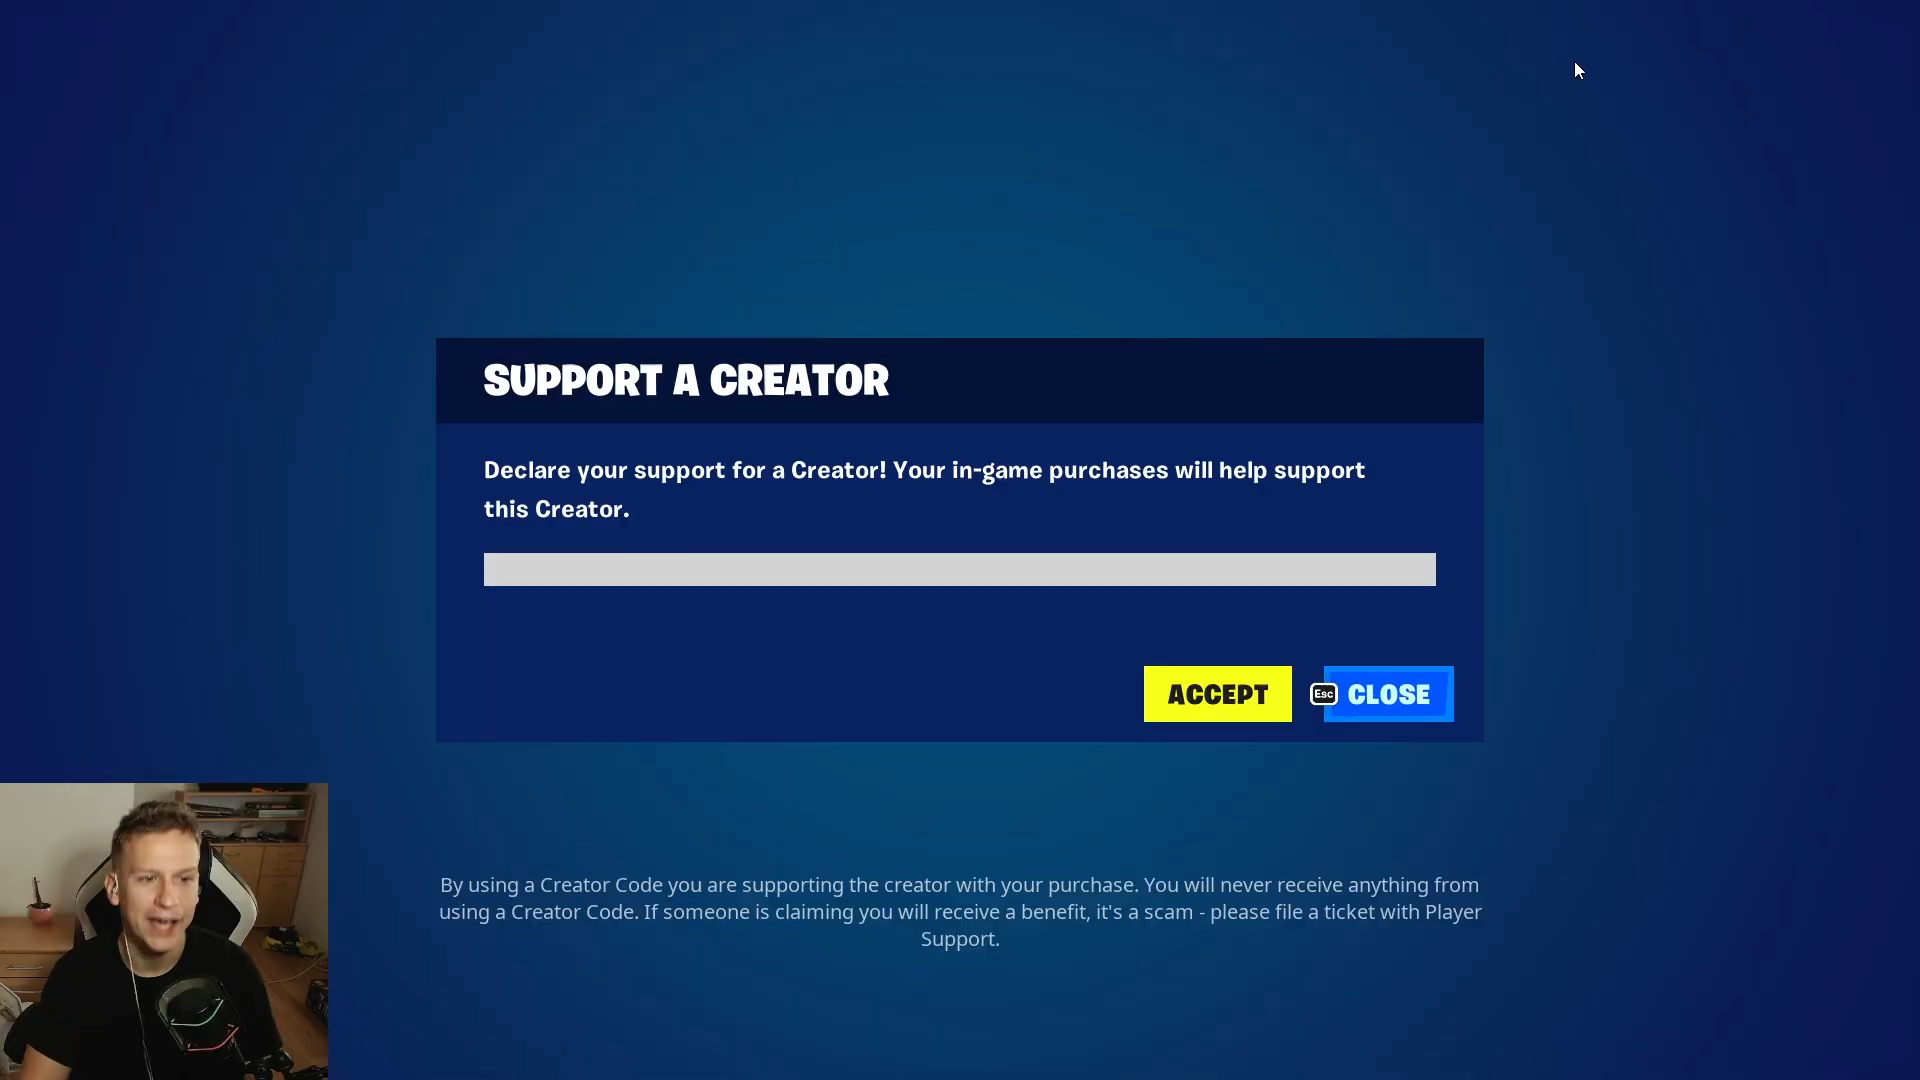 SUPPORT A CREATOR
Declare your support for a Creator! Your in-game purchases will help support
this Creator.
ACCEPT
Esc CLOSE
By using a Creator Code you are supporting the creator with your purchase. You will never receive anything from
using a Creator Code. If someone is claiming you will receive a benefit, it's a scam - please file a ticket with Player
Support.